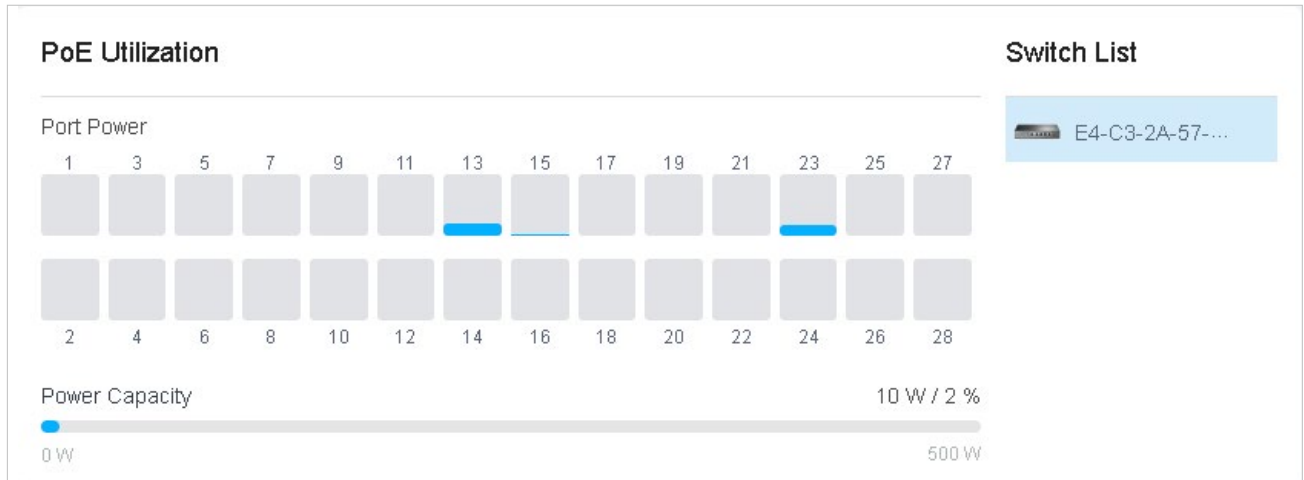 PoE Utilization
Switch List
Port Power
E4-C3-2A-57-...
1 3 5 7 9 11 13 15 17 19 21 23 25 27
2 4 6 8 10 12 14 16 18 20 22 24 26 28
Power Capacity
10 W / 2 %
0 W
500 W